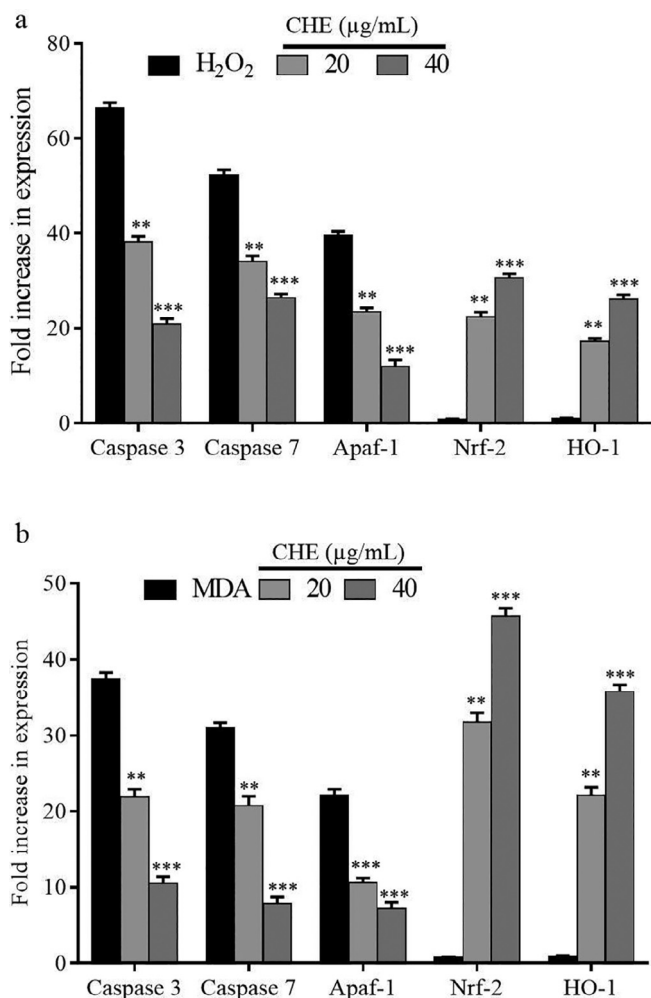 a
CHE (µg/mL)
H₂O₂ 20 40
Fold increase in expression
80
60
40
20
0
** *** ** *** ** *** ** *** ** ***
Caspase 3 Caspase 7 Apaf-1 Nrf-2 HO-1
b
CHE (µg/mL)
MDA 20 40
Fold increase in expression
50
40
30
20
10
0
** *** ** *** *** *** ** *** ** ***
Caspase 3 Caspase 7 Apaf-1 Nrf-2 HO-1